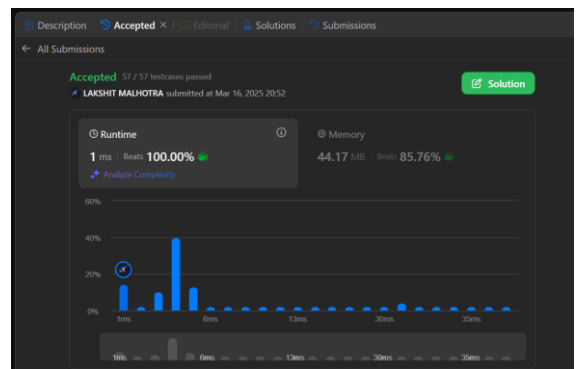 Description Accepted × Editorial Solutions Submissions
← All Submissions
Accepted 57 / 57 testcases passed
LAKSHIT MALHOTRA submitted at Mar 16, 2025 20:52
Solution
Runtime
1 ms Beats 100.00%
Analyze Complexity
Memory
44.17 MB Beats 85.76%
60%
40%
20%
0%
1ms 6ms 13ms 30ms 35ms
1ms 6ms 13ms 30ms 35ms